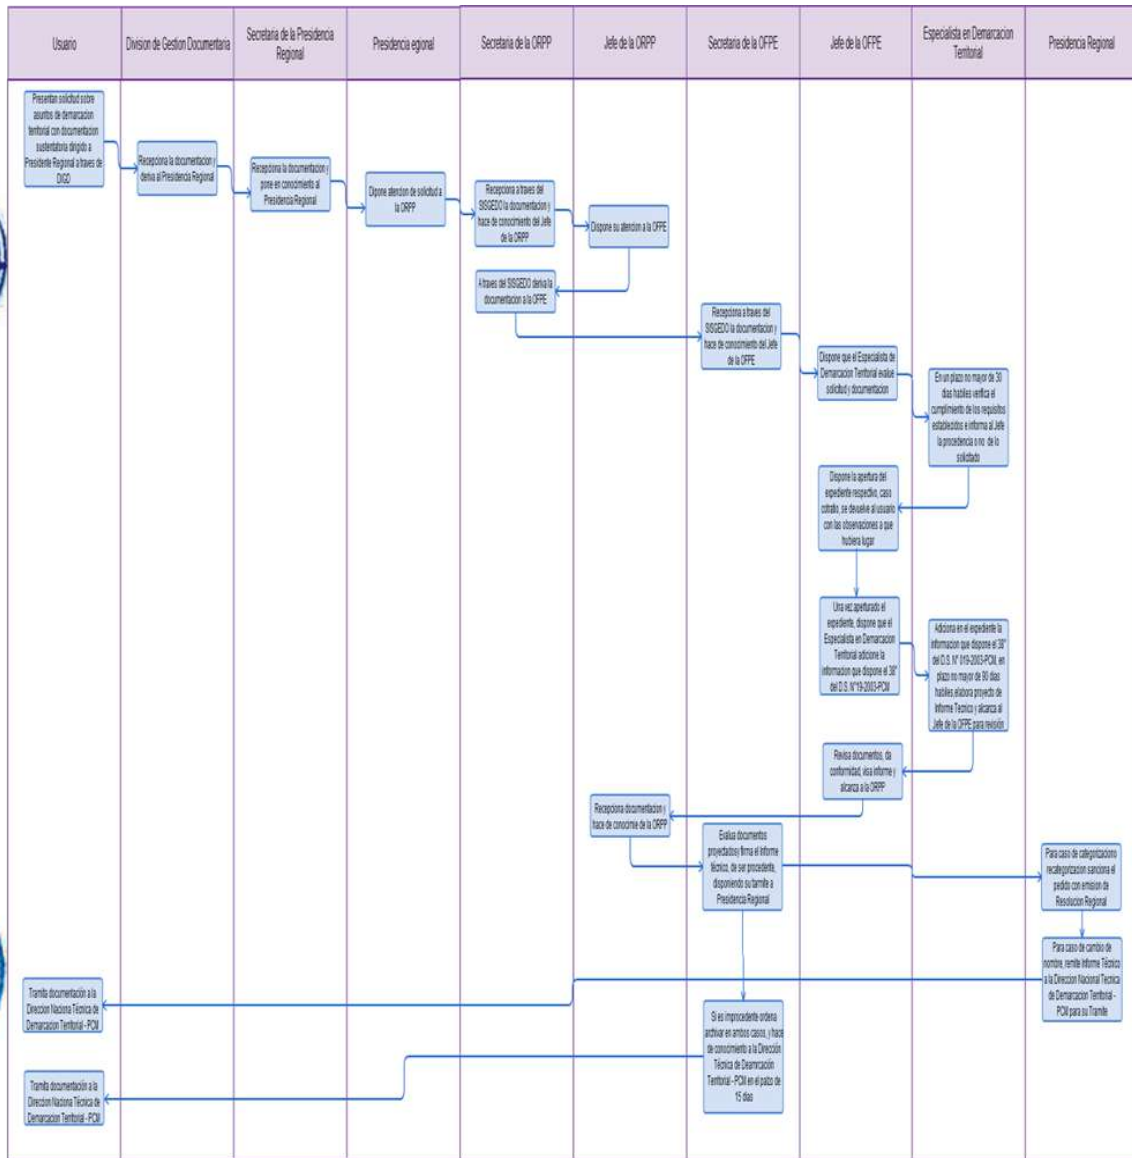 Usuario
Division de Gestion Documentaria
Secretaria de la Presidencia
Regional
Presidencia egional
Secretaria de la ORPP
Jefe de la ORPP
Secretaria de la OFPE
Jefe de la OFPE
Especialista en Demarcacion
Territorial
Presidencia Regional
Presentan solicitud sobre
asuntos de demarcacion
territorial con documentacion
sustentatoria dirigido a
Presidente Regional a traves de
DIGD
Recepciona la documentacion y
deriva al Presidencia Regional
Recepciona la documentacion y
pone en conocimiento al
Presidencia Regional
Dipone atencion de solicitud a
la ORPP
Recepciona a traves del
SISGEDO la documentacion y
hace de conocimiento del Jefe
de la ORPP
Dispone su atencion a la OFPE
A traves del SISGEDO deriva la
documentacion a la OFPE
Recepciona a traves del
SISGEDO la documentacion y
hace de conocimiento del Jefe
de la OFPE
Dispone que el Especialista de
Demarcacion Territorial evalue
solicitud y documentacion
En un plazo no mayor de 30
dias habiles verifica el
cumplimiento de los requisitos
establecidos e informa al Jefe
la procedencia o no de lo
solicitado
Dispone la apertura del
expediente respectivo, caso
cotratio, se devuelve al usuario
con las observaciones a que
hubiera lugar
Una vez aperturado el
expediente, dispone que el
Especialista en Demarcacion
Territorial adicione la
informacion que dispone el 38°
del D.S. N°19-2003-PCM
Adiciona en el expediente la
informacion que dispone el 38°
del D.S. N° 019-2003-PCM, en
plazo no mayor de 90 dias
habiles,elabora proyecto de
Informe Tecnico y alcanza al
Jefe de la OFPE para revisión
Revisa documentos, da
conformidad, visa informe y
alcanza a la ORPP
Recepciona documentacion y
hace de conocimie de la ORPP
Evalua documentos
proyectadosy firma el Informe
técnico, de ser procedente,
disponiendo su tarmite a
Presidencia Regional
Para caso de categorizaciono
recategorizacion sanciona el
pedido con emision de
Resolucion Regional
Para caso de cambio de
nombre, remite Informe Técnico
a la Direccion Nacional Tecnica
de Demarcacion Territorial -
PCM para su Tramite
Tramita documentación a la
Direccion Naciona Técnica de
Demarcacion Territorial - PCM
Si es improcedente ordena
archivar en ambos casos, y hace
de conocimiento a la Dirección
Técnica de Deamrcación
Territorial - PCM en el palzo de
15 dias
Tramita documentación a la
Direccion Naciona Técnica de
Demarcacion Territorial - PCM